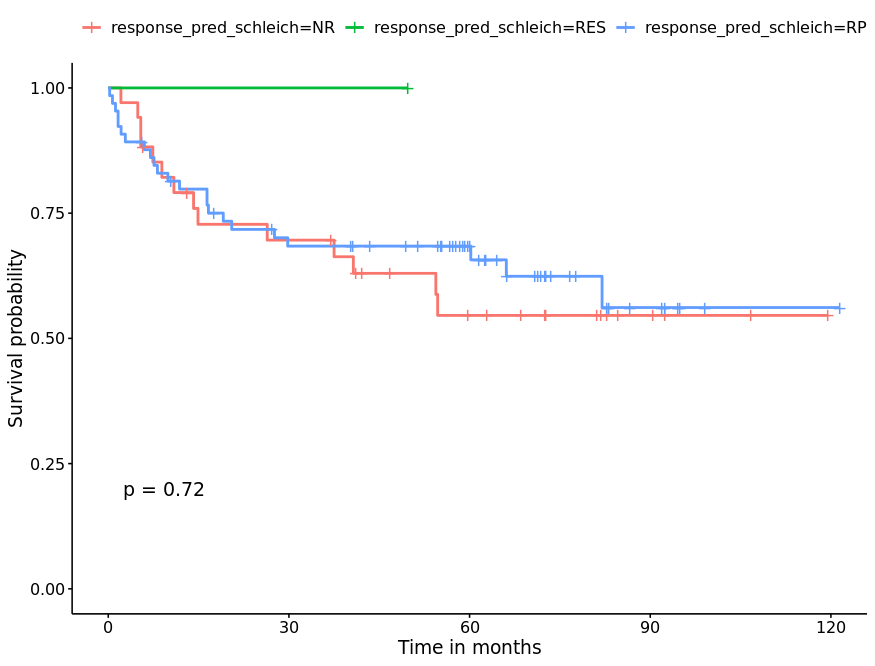 response_pred_schleich=NR response_pred_schleich=RES response_pred_schleich=RP
1.00
0.75
0.50
0.25
0.00
Survival probability
p = 0.72
0 30 60 90 120
Time in months